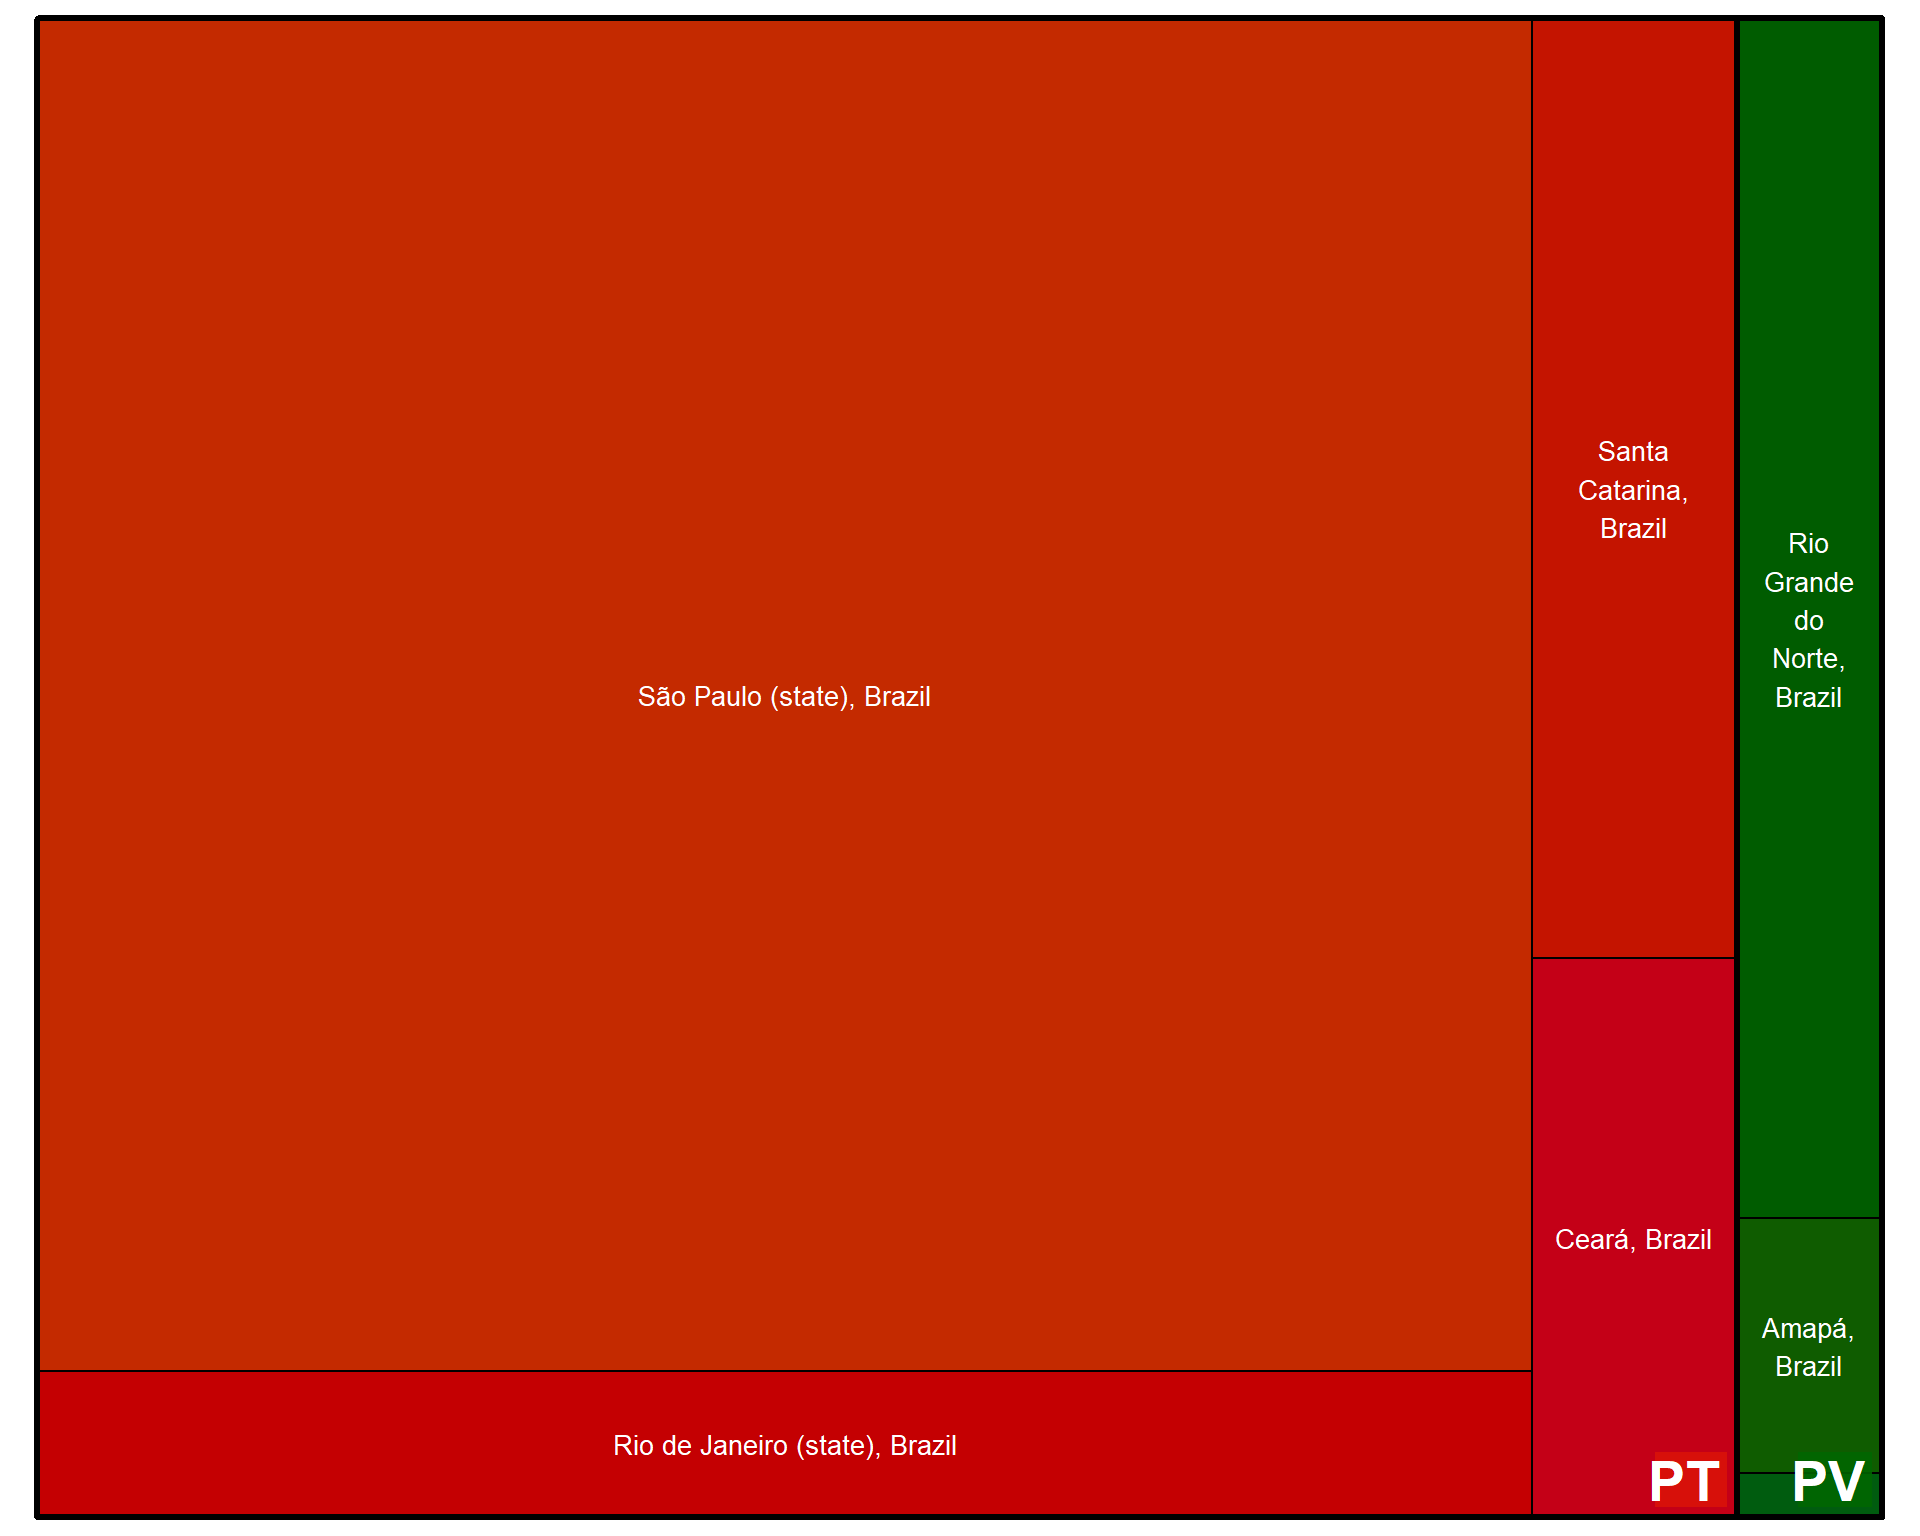 São Paulo (state), Brazil
Rio de Janeiro (state), Brazil
Santa
Catarina,
Brazil
Ceará, Brazil
PT
Rio
Grande
do
Norte,
Brazil
Amapá,
Brazil
PV